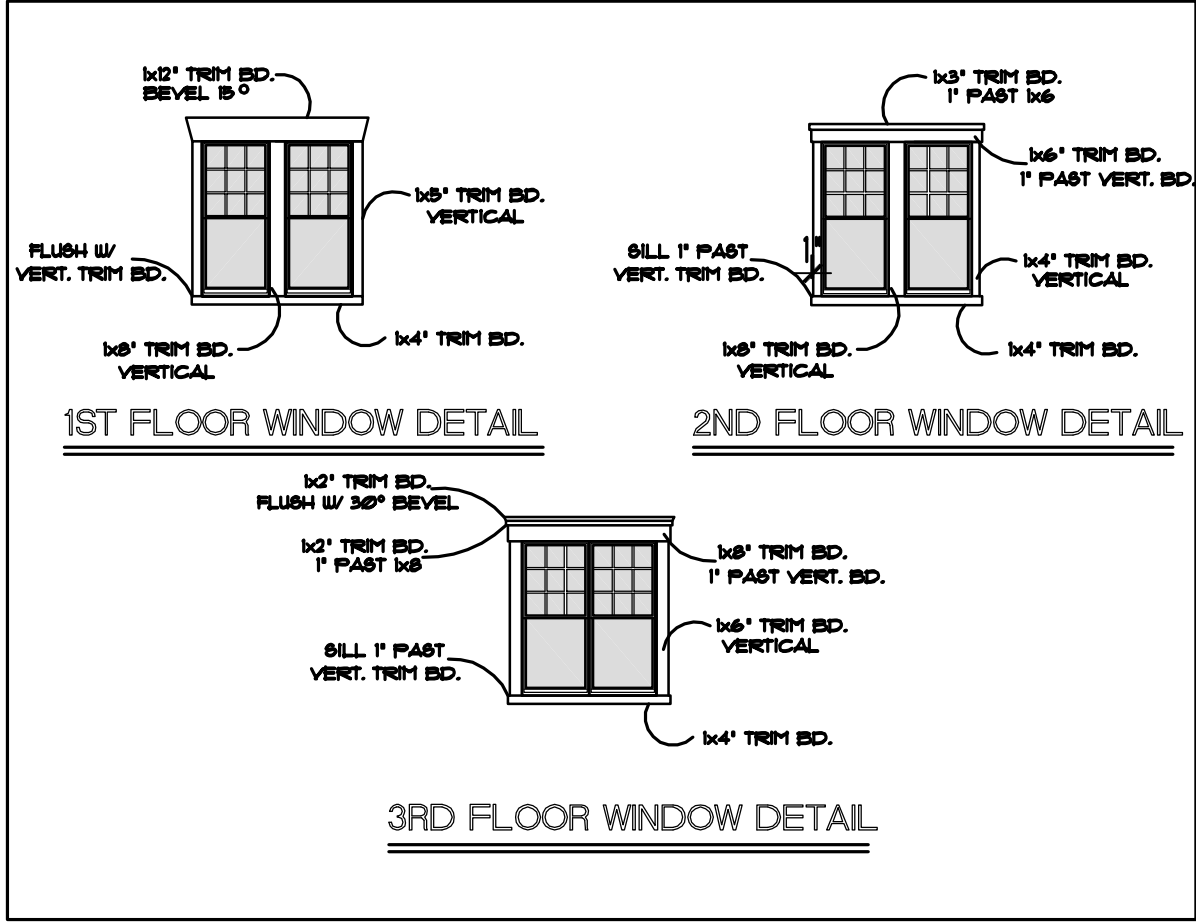 1x12" TRIM BD.
BEVEL 15°
1x5" TRIM BD.
VERTICAL
FLUSH W/
VERT. TRIM BD.
1x8" TRIM BD.
VERTICAL
1x4" TRIM BD.
1ST FLOOR WINDOW DETAIL
1x3" TRIM BD.
1" PAST 1x6
1x6" TRIM BD.
1" PAST VERT. BD.
SILL 1" PAST
VERT. TRIM BD.
1"
1x4" TRIM BD.
VERTICAL
1x8" TRIM BD.
VERTICAL
1x4" TRIM BD.
2ND FLOOR WINDOW DETAIL
1x2" TRIM BD.
FLUSH W/ 30° BEVEL
1x2" TRIM BD.
1" PAST 1x8
1x8" TRIM BD.
1" PAST VERT. BD.
1x6" TRIM BD.
VERTICAL
SILL 1" PAST
VERT. TRIM BD.
1x4" TRIM BD.
3RD FLOOR WINDOW DETAIL